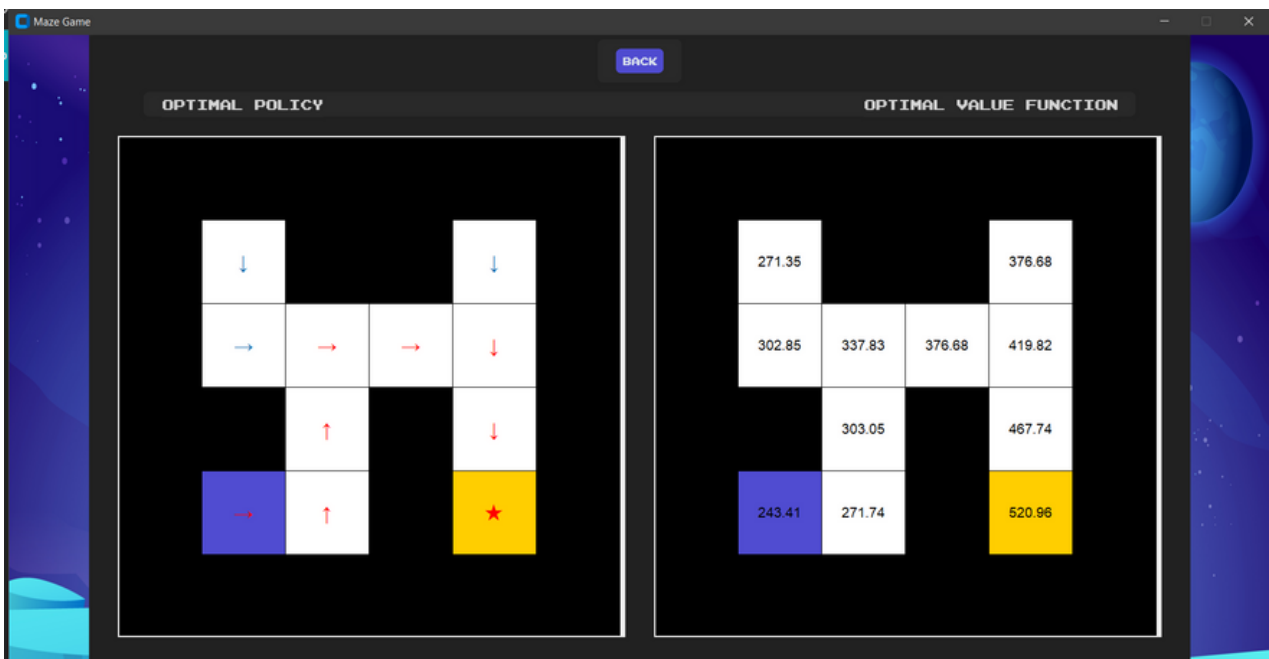 Maze Game
BACK
OPTIMAL POLICY
OPTIMAL VALUE FUNCTION
↓ ↓
→ → → ↓
↑ ↓
→ ↑ ★
271.35 376.68
302.85 337.83 376.68 419.82
303.05 467.74
243.41 271.74 520.96